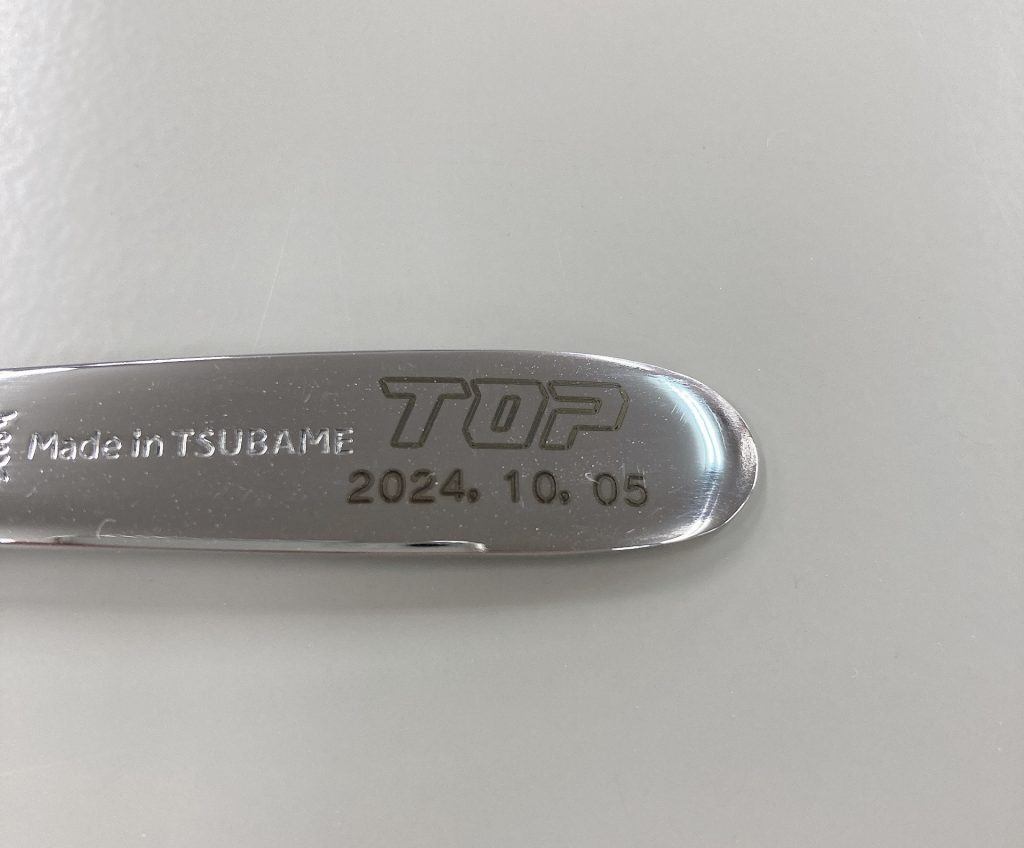 Made in TSUBAME
TOP
2024. 10. 05